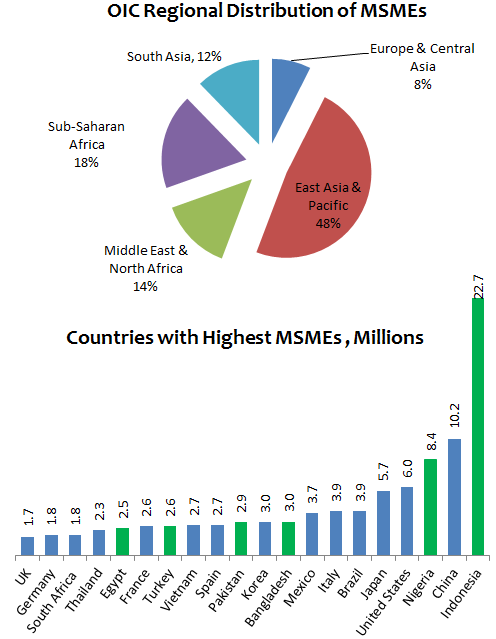 OIC Regional Distribution of MSMEs
South Asia, 12%
Europe & Central
Asia
8%
Sub-Saharan
Africa
18%
East Asia &
Pacific
48%
Middle East &
North Africa
14%
Countries with Highest MSMEs , Millions
1.7
1.8
1.8
2.3
2.5
2.6
2.6
2.7
2.7
2.9
3.0
3.0
3.7
3.9
3.9
5.7
6.0
8.4
10.2
22.7
UK
Germany
South Africa
Thailand
Egypt
France
Turkey
Vietnam
Spain
Pakistan
Korea
Bangladesh
Mexico
Italy
Brazil
Japan
United States
Nigeria
China
Indonesia